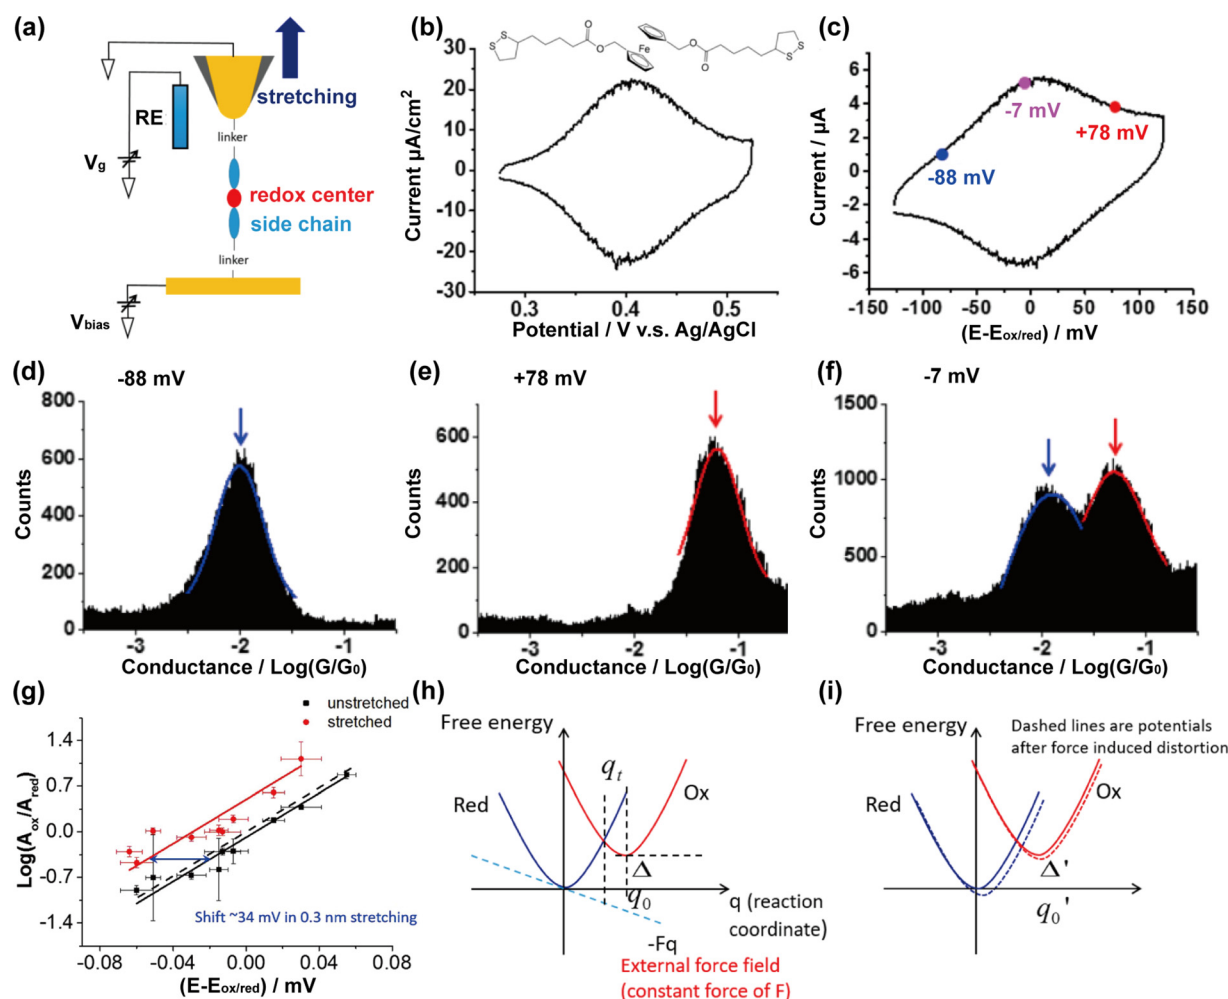 (a)
stretching
RE
linker
Vg
redox center
side chain
linker
Vbias
(b)
S
S
O
O
Fe
O
O
S
S
Current μA/cm²
30
20
10
0
-10
-20
-30
0.3
0.4
0.5
Potential / V v.s. Ag/AgCl
(c)
Current / μA
6
4
2
0
-2
-4
-6
-7 mV
+78 mV
-88 mV
-150
-100
-50
0
50
100
150
(E-Eox/red) / mV
(d)
-88 mV
Counts
800
600
400
200
0
-3
-2
-1
Conductance / Log(G/G₀)
(e)
+78 mV
Counts
600
400
200
0
-3
-2
-1
Conductance / Log(G/G₀)
(f)
-7 mV
Counts
1500
1000
500
0
-3
-2
-1
Conductance / Log(G/G₀)
(g)
unstretched
stretched
Log(Aox/Ared)
1.4
0.7
0.0
-0.7
-1.4
Shift ~34 mV in 0.3 nm stretching
-0.08
-0.04
0.00
0.04
0.08
(E-Eox/red) / mV
(h)
Free energy
qt
Red
Ox
Δ
q0
q (reaction
coordinate)
-Fq
External force field
(constant force of F)
(i)
Free energy
Dashed lines are potentials
after force induced distortion
Red
Ox
Δ'
q0'